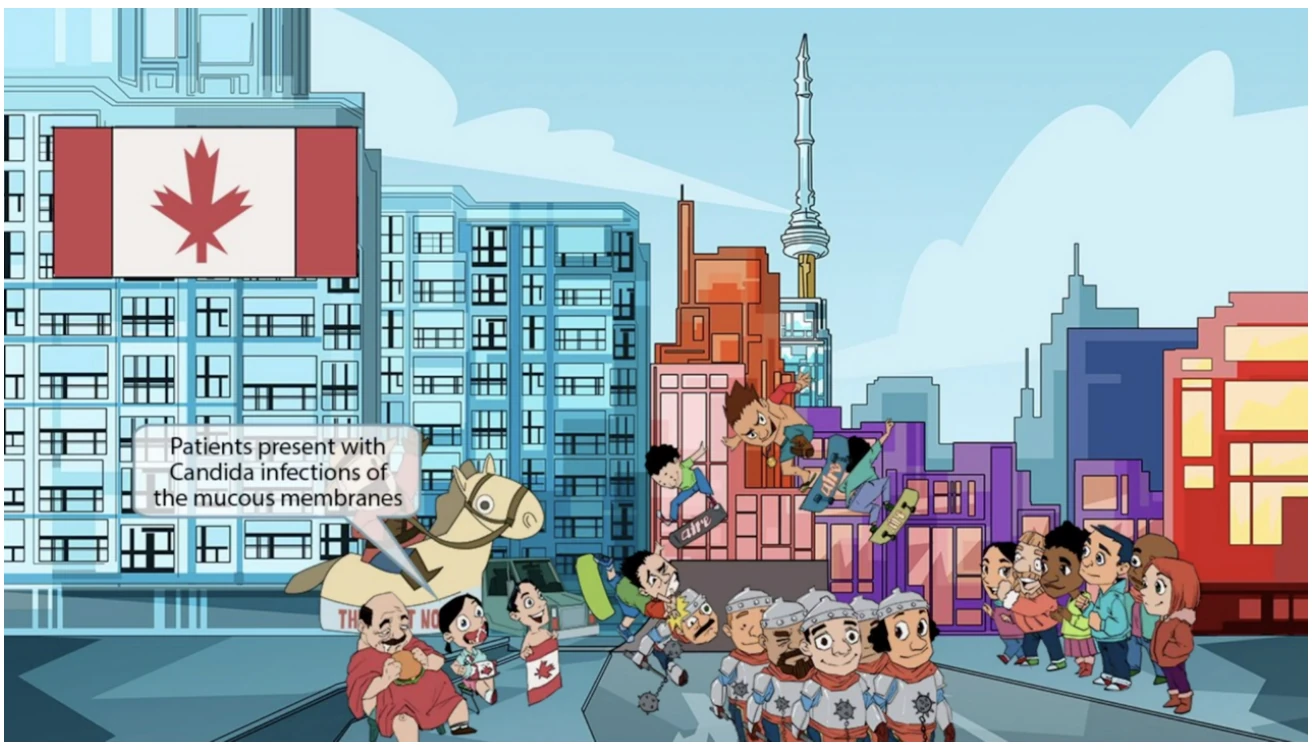 Patients present with
Candida infections of
the mucous membranes